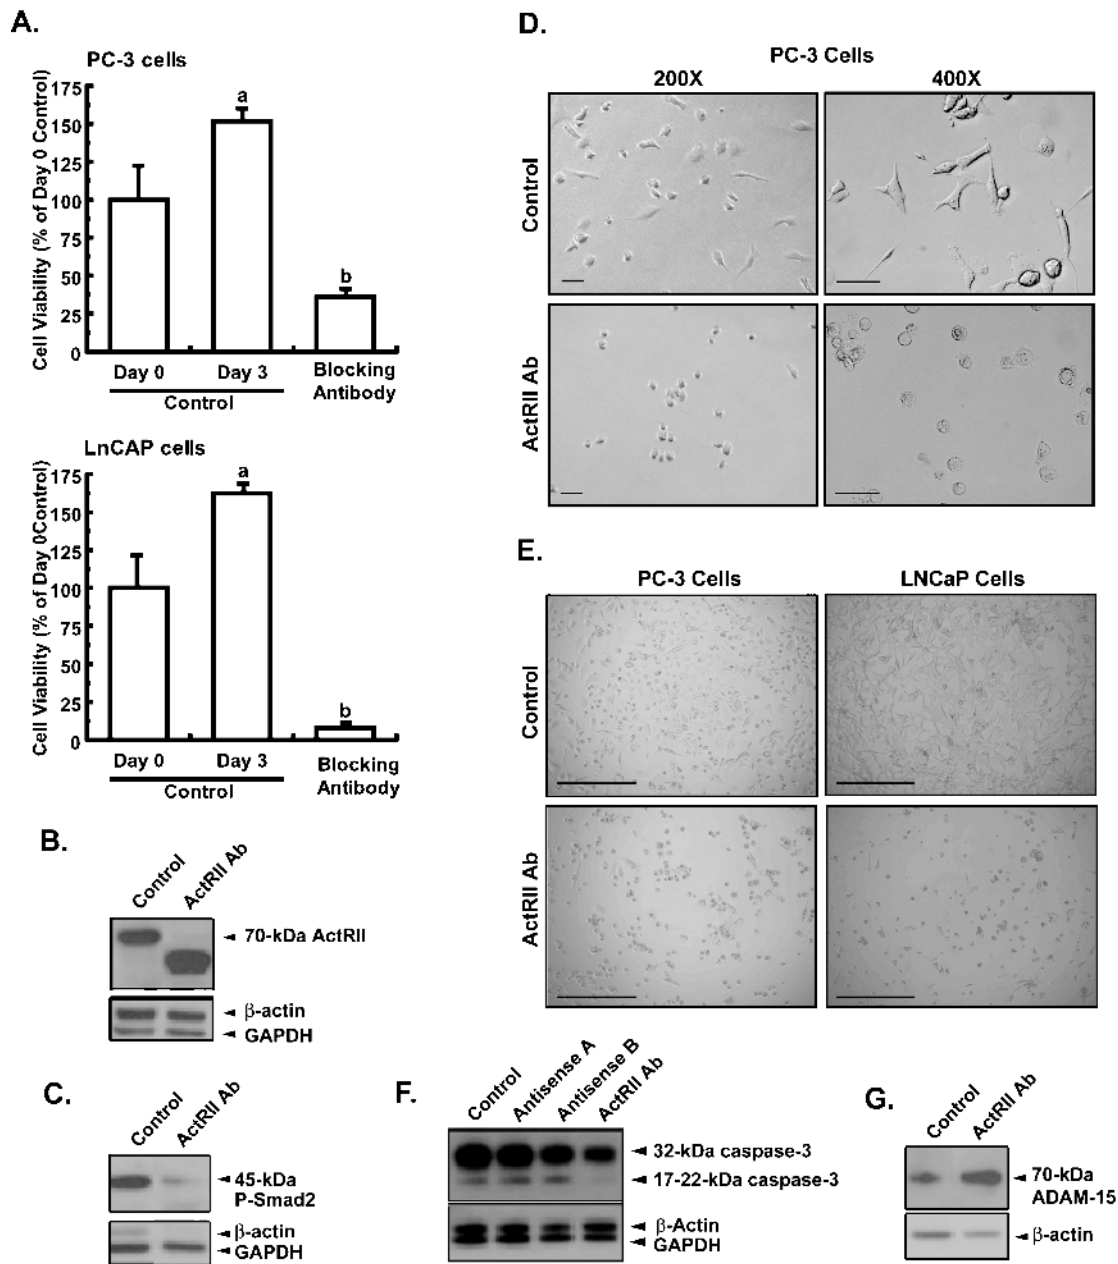 A.
PC-3 cells
Cell Viability (% of Day 0 Control)
175
150
125
100
75
50
25
0
a
b
Day 0
Day 3
Control
Blocking
Antibody
LnCAP cells
Cell Viability (% of Day 0Control)
175
150
125
100
75
50
25
0
a
b
Day 0
Day 3
Control
Blocking
Antibody
B.
Control
ActRII Ab
70-kDa ActRII
β-actin
GAPDH
C.
Control
ActRII Ab
45-kDa
P-Smad2
β-actin
GAPDH
D.
PC-3 Cells
200X
400X
Control
ActRII Ab
E.
PC-3 Cells
LNCaP Cells
Control
ActRII Ab
F.
Control
Antisense A
Antisense B
ActRII Ab
32-kDa caspase-3
17-22-kDa caspase-3
β-Actin
GAPDH
G.
Control
ActRII Ab
70-kDa
ADAM-15
β-actin